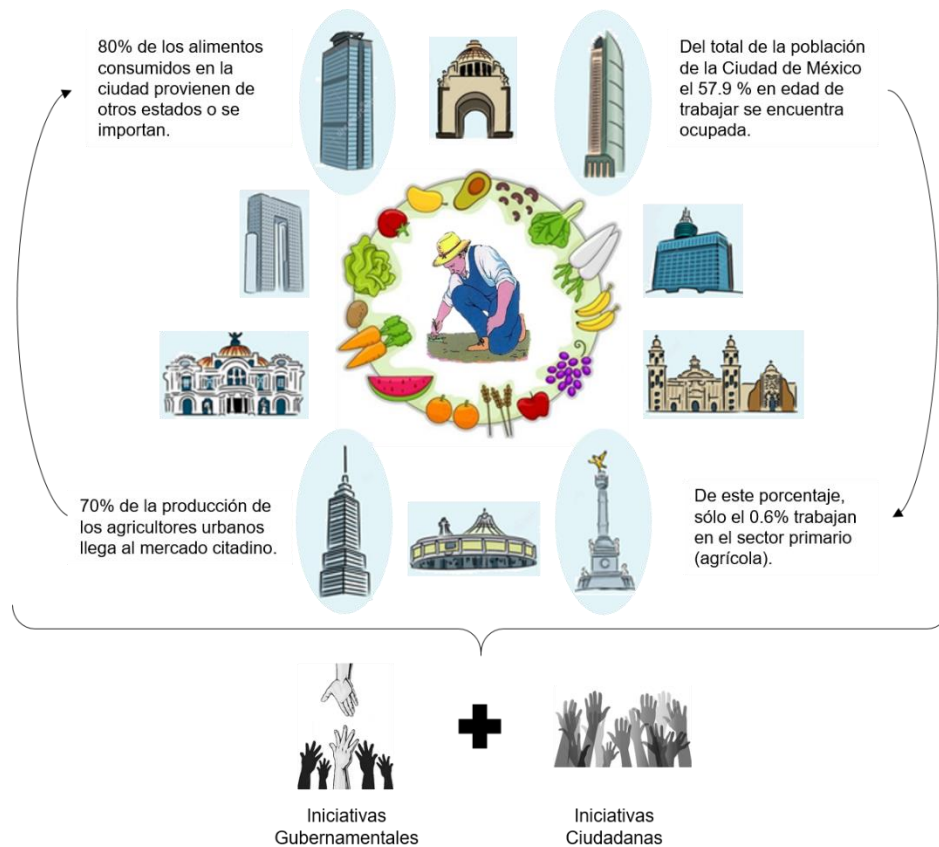 80% de los alimentos
consumidos en la
ciudad provienen de
otros estados o se
importan.
Del total de la población
de la Ciudad de México
el 57.9 % en edad de
trabajar se encuentra
ocupada.
70% de la producción de
los agricultores urbanos
llega al mercado citadino.
De este porcentaje,
sólo el 0.6% trabajan
en el sector primario
(agrícola).
Iniciativas
Gubernamentales
Iniciativas
Ciudadanas